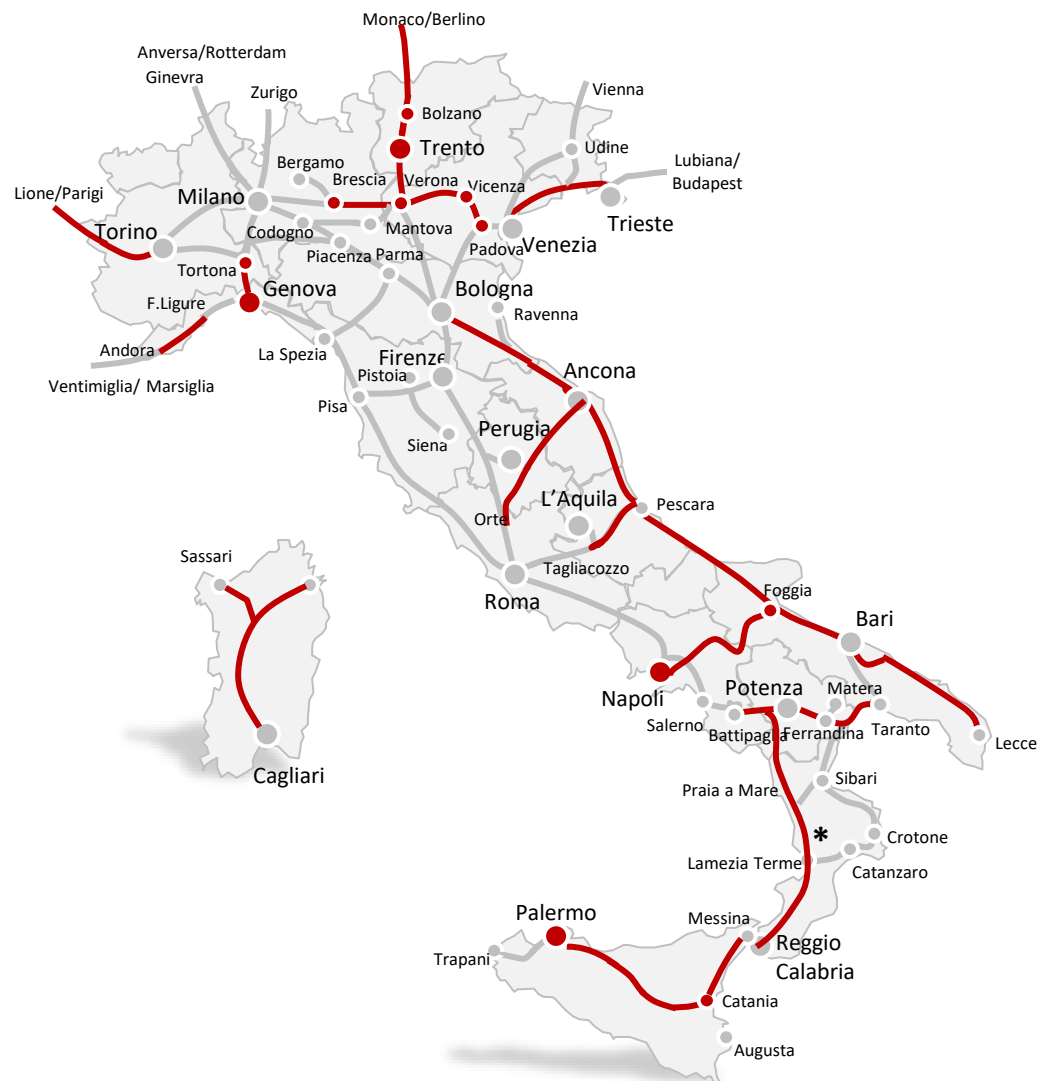 Monaco/Berlino
Anversa/Rotterdam
Ginevra
Zurigo
Vienna
Bolzano
Trento
Udine
Bergamo
Brescia
Verona
Vicenza
Lubiana/
Budapest
Lione/Parigi
Milano
Torino
Codogno
Mantova
Padova
Venezia
Trieste
Tortona
Piacenza
Parma
Genova
F.Ligure
Bologna
Ravenna
Andora
La Spezia
Firenze
Pistoia
Ancona
Ventimiglia/ Marsiglia
Pisa
Siena
Perugia
L’Aquila
Pescara
Orte
Tagliacozzo
Sassari
Roma
Foggia
Bari
Napoli
Potenza
Matera
Salerno
Battipaglia
Ferrandina
Taranto
Lecce
Cagliari
Praia a Mare
Sibari
*
Crotone
Lamezia Terme
Catanzaro
Palermo
Messina
Reggio
Calabria
Trapani
Catania
Augusta